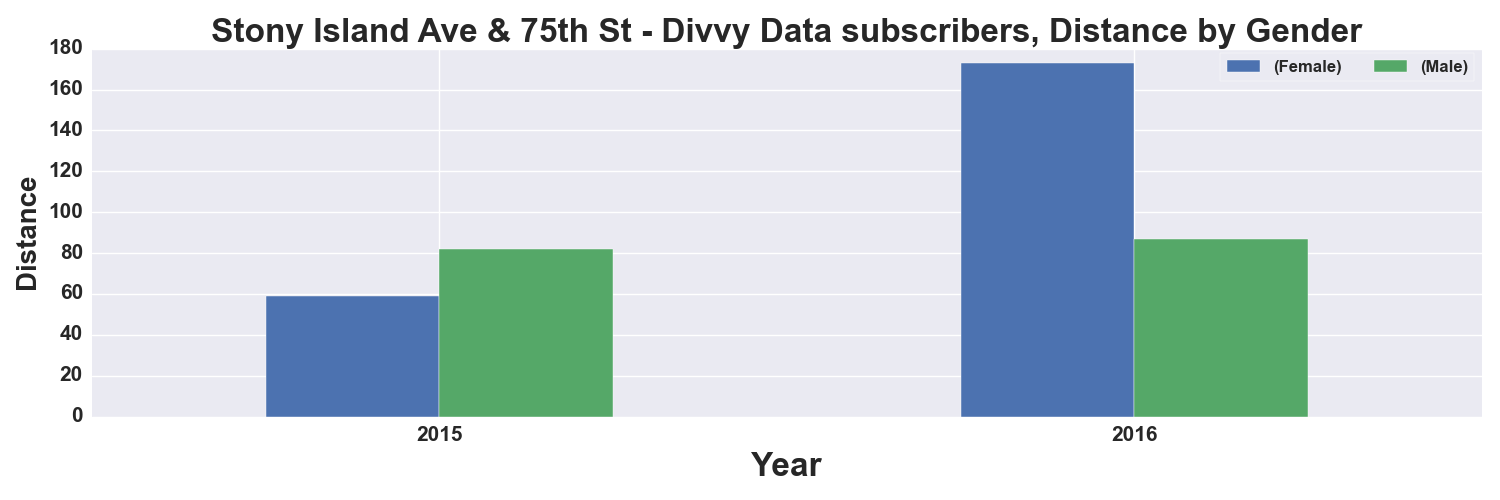 Stony Island Ave & 75th St - Divvy Data subscribers, Distance by Gender
(Female) (Male)
Distance
180
160
140
120
100
80
60
40
20
0
2015 2016
Year